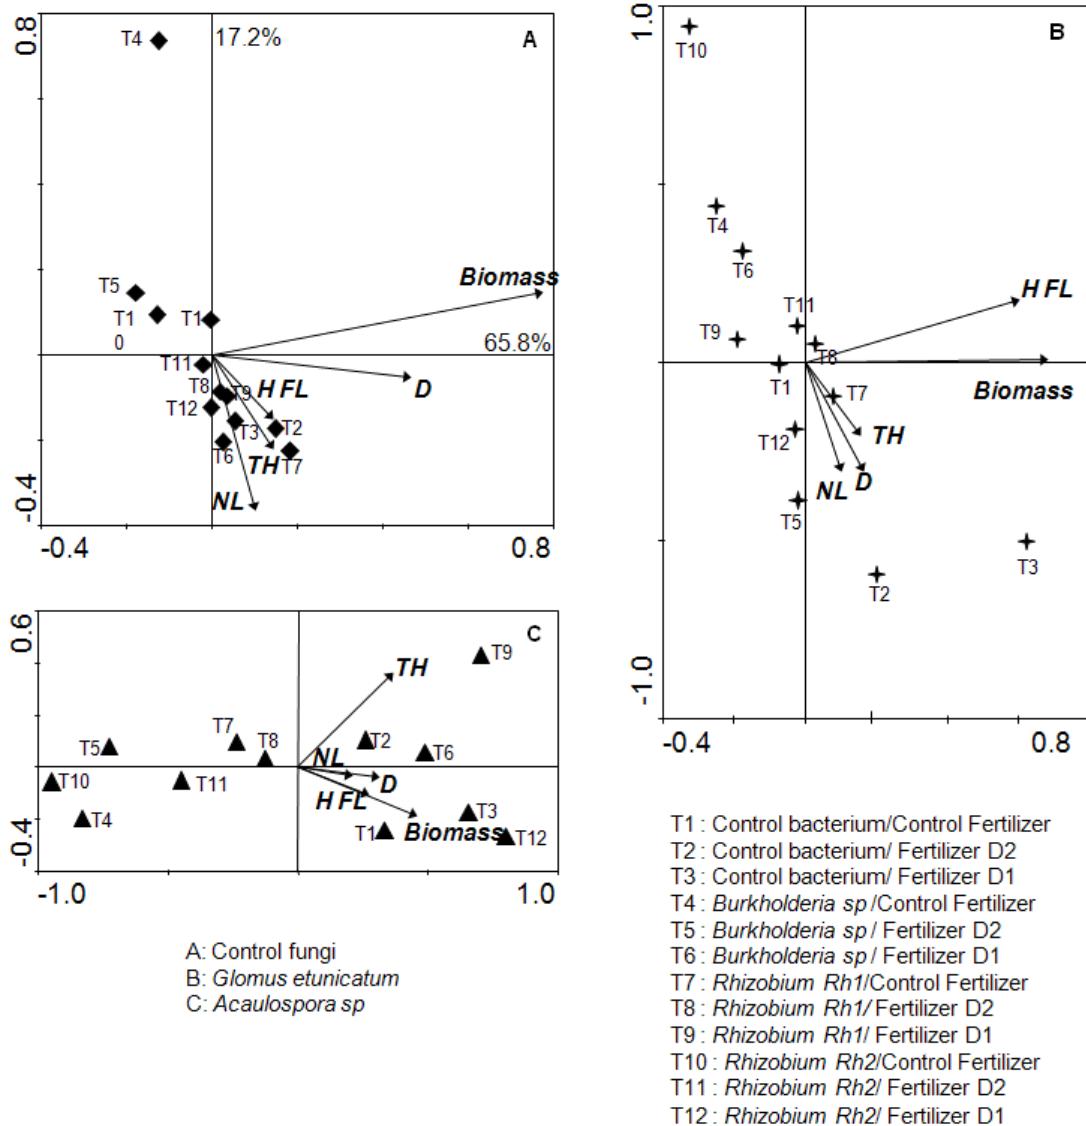 0.8
17.2%
A
T4
T5
T1
0
T1
Biomass
65.8%
T11
D
T8
T9
H FL
T12
T3
T2
T6
TH
T7
NL
-0.4
-0.4
0.8
1.0
B
T10
T4
T6
H FL
T11
T9
T8
T1
Biomass
T7
TH
T12
NL
D
T5
T3
T2
-1.0
-0.4
0.8
0.6
C
T9
TH
T7
T8
T2
T5
NL
T6
T10
T11
D
H FL
T3
T4
T1
Biomass
T12
-0.4
-1.0
1.0
A: Control fungi
B: Glomus etunicatum
C: Acaulospora sp
T1 : Control bacterium/Control Fertilizer
T2 : Control bacterium/ Fertilizer D2
T3 : Control bacterium/ Fertilizer D1
T4 : Burkholderia sp /Control Fertilizer
T5 : Burkholderia sp / Fertilizer D2
T6 : Burkholderia sp / Fertilizer D1
T7 : Rhizobium Rh1/Control Fertilizer
T8 : Rhizobium Rh1/ Fertilizer D2
T9 : Rhizobium Rh1/ Fertilizer D1
T10 : Rhizobium Rh2/Control Fertilizer
T11 : Rhizobium Rh2/ Fertilizer D2
T12 : Rhizobium Rh2/ Fertilizer D1